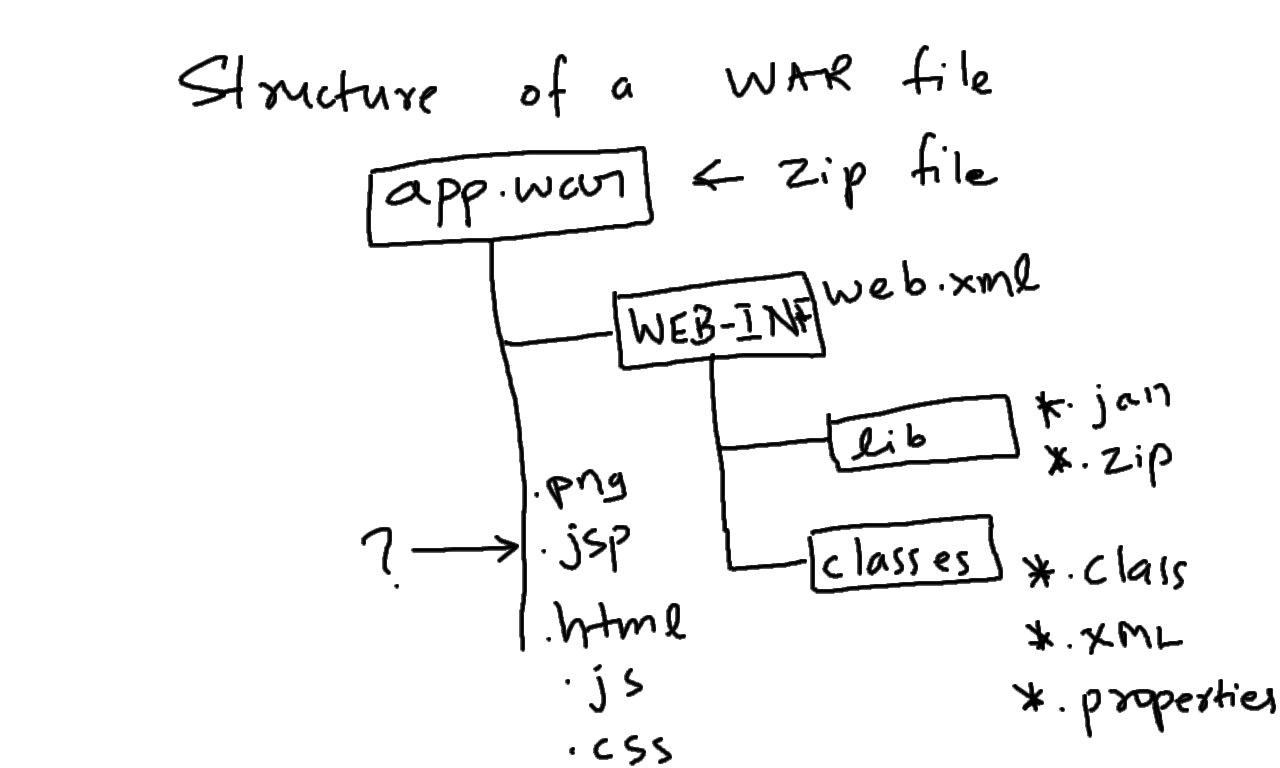 Structure of a WAR file
app.war ← zip file
WEB-INF web.xml
lib *.jar
*.zip
.png
? → .jsp
classes *.class
.html *.XML
.js *.properties
.css